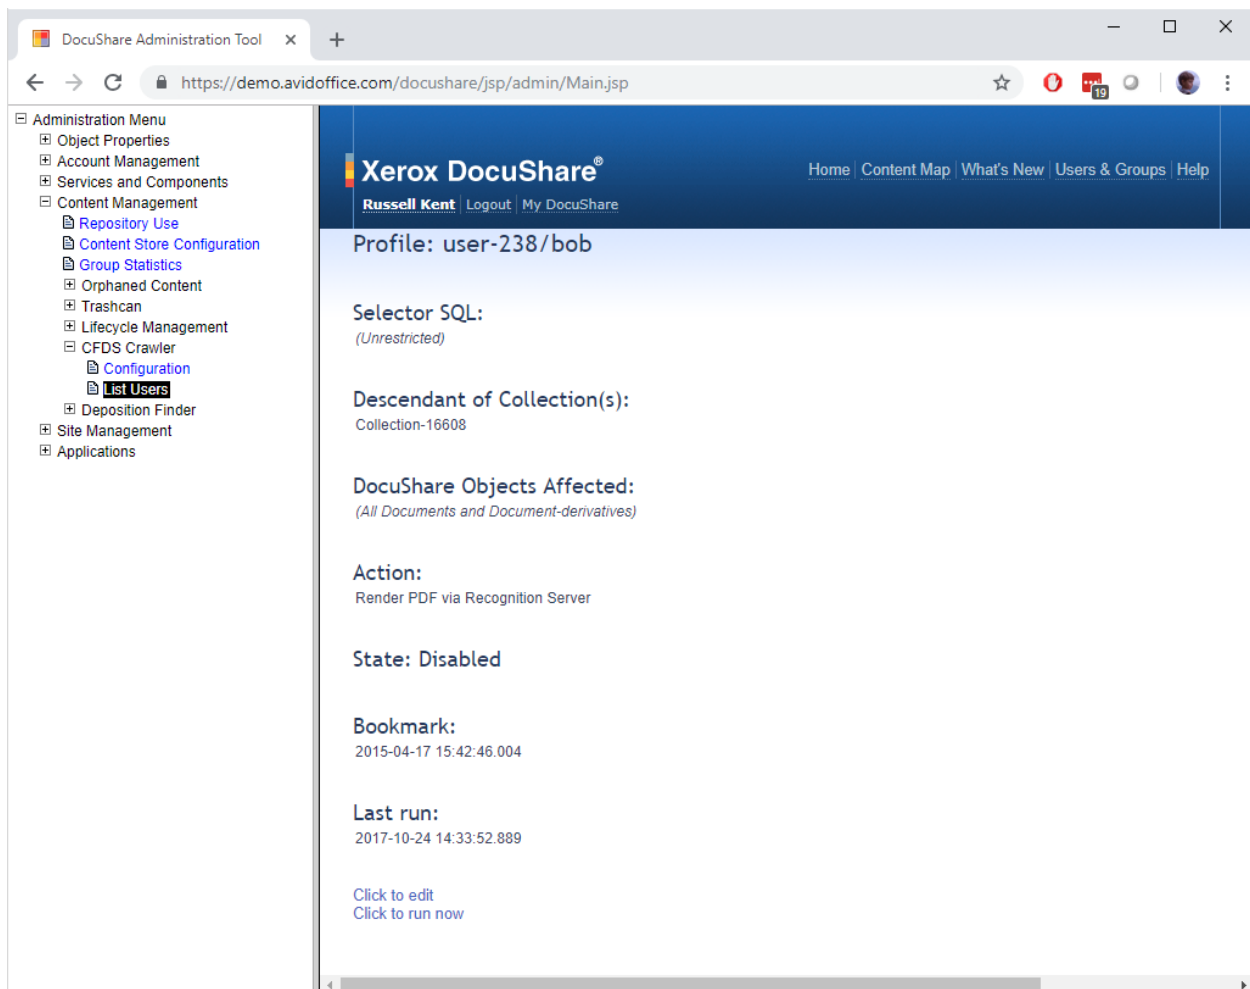 DocuShare Administration Tool
https://demo.avidoffice.com/docushare/jsp/admin/Main.jsp
19
Administration Menu
Object Properties
Account Management
Services and Components
Content Management
Repository Use
Content Store Configuration
Group Statistics
Orphaned Content
Trashcan
Lifecycle Management
CFDS Crawler
Configuration
List Users
Deposition Finder
Site Management
Applications
Xerox DocuShare®
Home Content Map What's New Users & Groups Help
Russell Kent Logout My DocuShare
Profile: user-238/bob
Selector SQL:
(Unrestricted)
Descendant of Collection(s):
Collection-16608
DocuShare Objects Affected:
(All Documents and Document-derivatives)
Action:
Render PDF via Recognition Server
State: Disabled
Bookmark:
2015-04-17 15:42:46.004
Last run:
2017-10-24 14:33:52.889
Click to edit
Click to run now